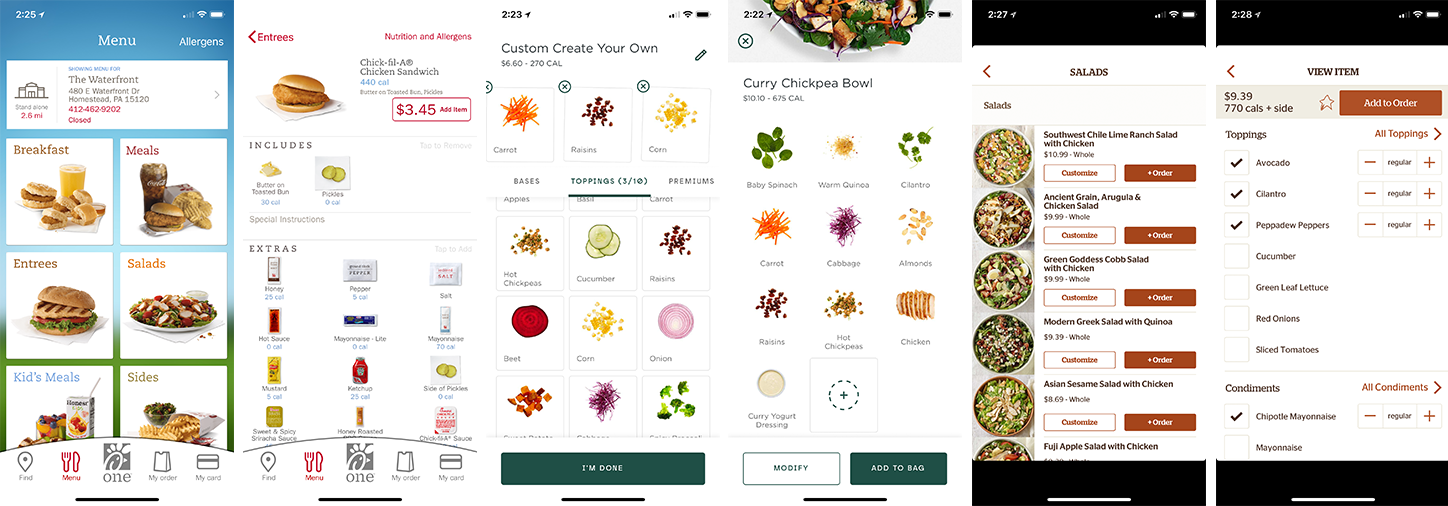 2:25
Menu
Allergens
SHOWING MENU FOR
The Waterfront
480 E Waterfront Dr
Homestead, PA 15120
412-462-9202
Closed
Stand alone
2.6 mi
Breakfast
Meals
Entrees
Salads
Kid's Meals
Sides
Honest
Find
Menu
one
My order
My card
2:23
Entrees
Nutrition and Allergens
Chick-fil-A®
Chicken Sandwich
440 cal
Butter on Toasted Bun, Pickles
$3.45 Add item
INCLUDES
Tap to Remove
Butter on
Toasted Bun
30 cal
Pickles
0 cal
Special Instructions
EXTRAS
Tap to Add
Honey
25 cal
Pepper
5 cal
Salt
Hot Sauce
0 cal
Mayonnaise - Lite
0 cal
Mayonnaise
70 cal
Mustard
5 cal
Ketchup
25 cal
Side of Pickles
0 cal
Sweet & Spicy
Sriracha Sauce
Honey Roasted
Chick-fil-A® Sauce
Find
Menu
one
My order
My card
Custom Create Your Own
$6.60 - 270 CAL
Carrot
Raisins
Corn
BASES
TOPPINGS (3/10)
PREMIUMS
Apples
Basil
Carrot
Hot
Chickpeas
Cucumber
Raisins
Beet
Corn
Onion
Sweet Potato
Cabbage
Spicy Broccoli
I'M DONE
2:22
Curry Chickpea Bowl
$10.10 - 675 CAL
Baby Spinach
Warm Quinoa
Cilantro
Carrot
Cabbage
Almonds
Raisins
Hot
Chickpeas
Chicken
Curry Yogurt
Dressing
MODIFY
ADD TO BAG
2:27
SALADS
Salads
Southwest Chile Lime Ranch Salad
with Chicken
$10.99 - Whole
Customize
+ Order
Ancient Grain, Arugula &
Chicken Salad
$9.99 - Whole
Customize
+ Order
Green Goddess Cobb Salad
with Chicken
$9.99 - Whole
Customize
+ Order
Modern Greek Salad with Quinoa
$9.39 - Whole
Customize
+ Order
Asian Sesame Salad with Chicken
$8.69 - Whole
Customize
+ Order
Fuji Apple Salad with Chicken
2:28
VIEW ITEM
$9.39
770 cals + side
Add to Order
Toppings
All Toppings
Avocado
regular
Cilantro
regular
Peppadew Peppers
regular
Cucumber
Green Leaf Lettuce
Red Onions
Sliced Tomatoes
Condiments
All Condiments
Chipotle Mayonnaise
regular
Mayonnaise